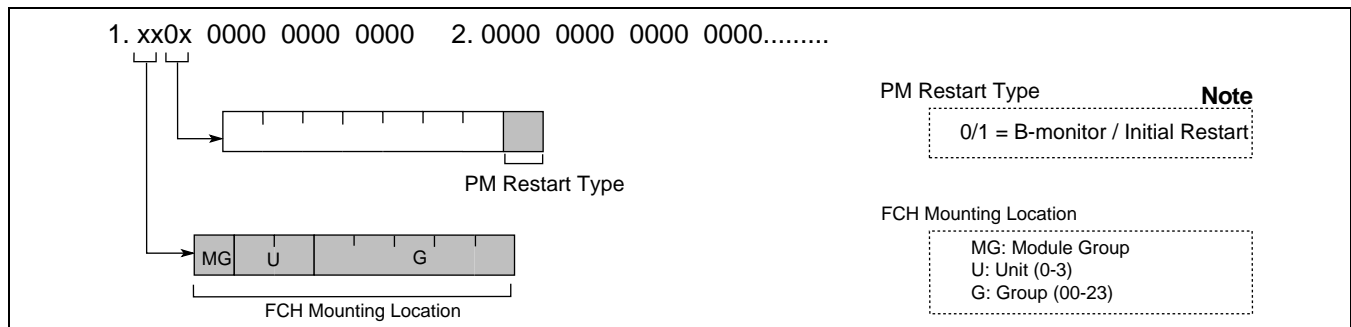 1. xx0x 0000 0000 0000 2. 0000 0000 0000 0000.........
PM Restart Type Note
0/1 = B-monitor / Initial Restart
PM Restart Type
FCH Mounting Location
MG U G
MG: Module Group
U: Unit (0-3)
G: Group (00-23)
FCH Mounting Location